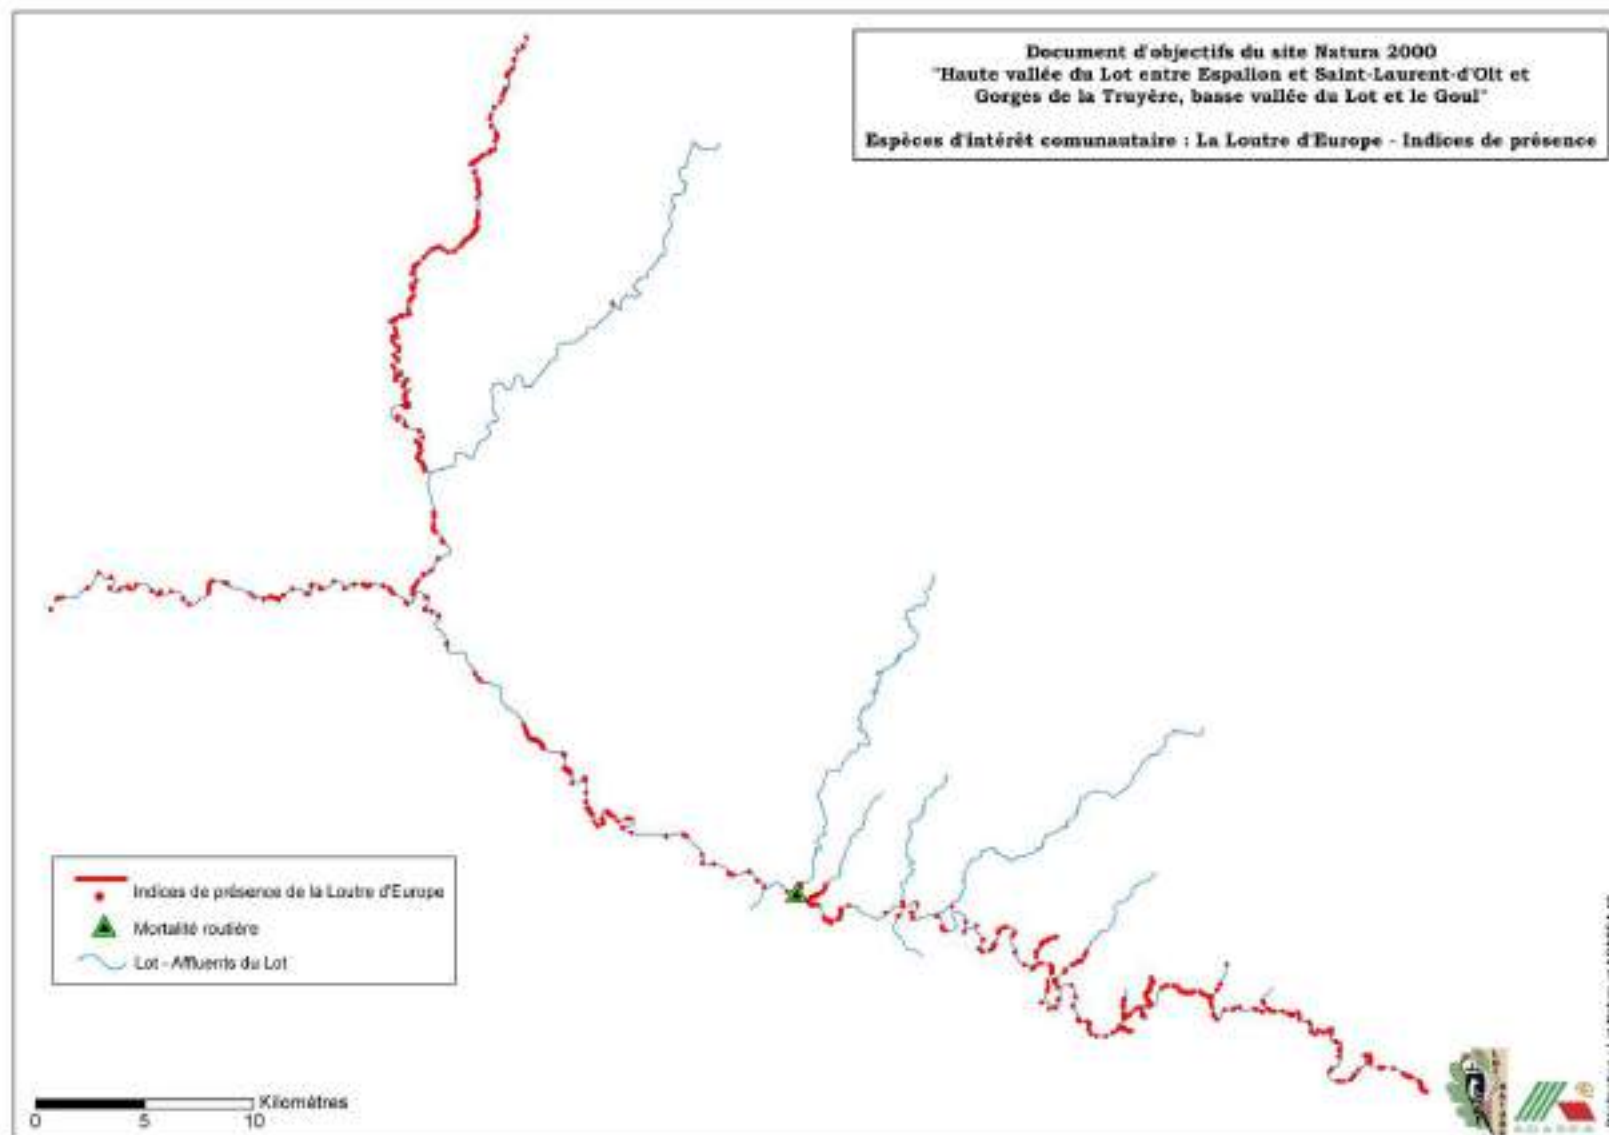 Document d'objectifs du site Natura 2000
"Haute vallée du Lot entre Espalion et Saint-Laurent-d'Olt et
Gorges de la Truyère, basse vallée du Lot et le Goul"
Espèces d'intérêt comunautaire : La Loutre d'Europe - Indices de présence
Indices de présence de la Loutre d'Europe
Mortalité routière
Lot - Affluents du Lot
Kilomètres
0 5 10